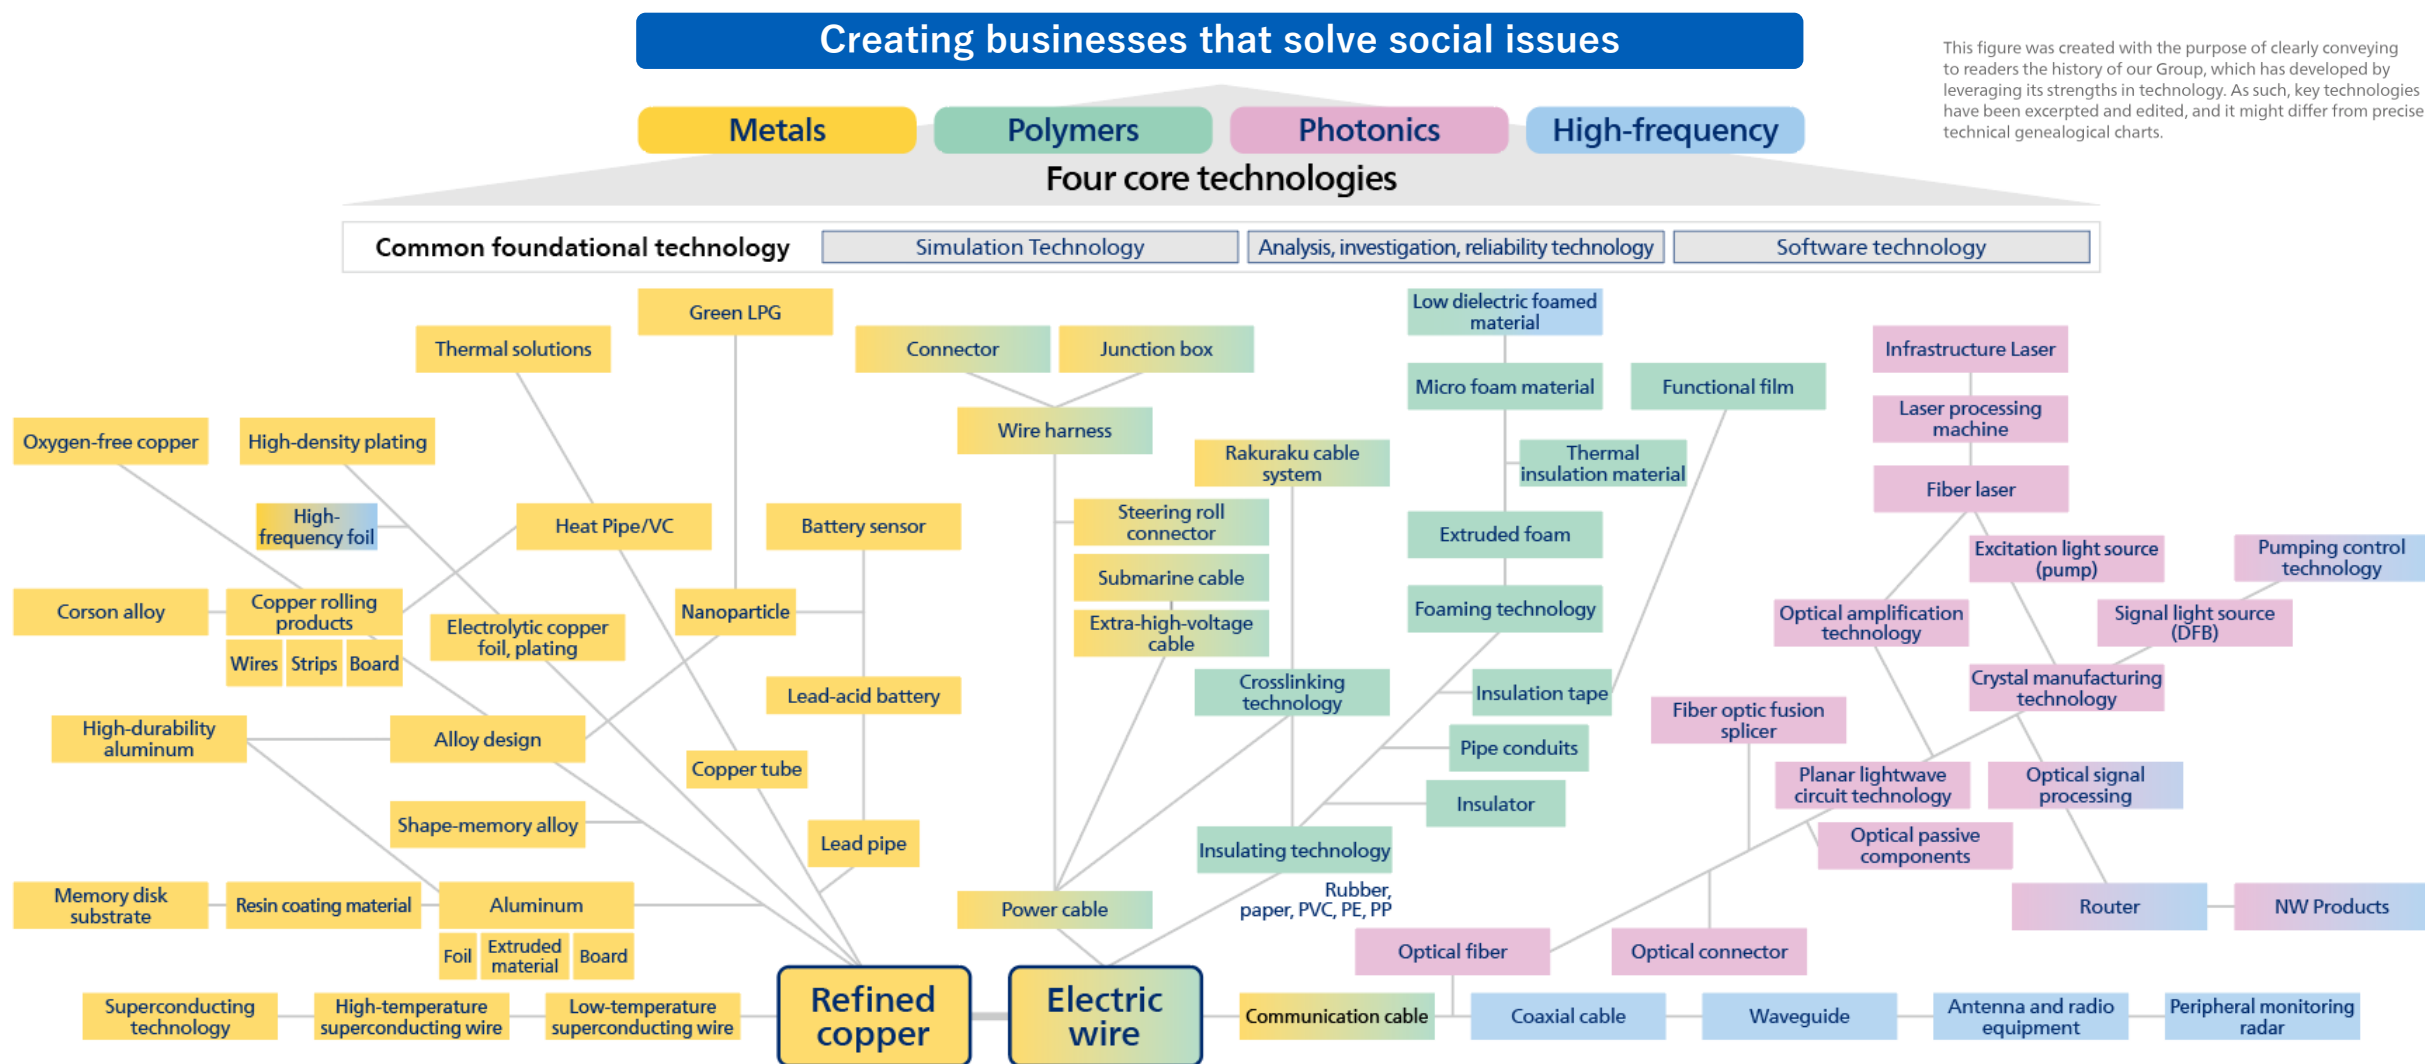 Creating businesses that solve social issues
This figure was created with the purpose of clearly conveying
to readers the history of our Group, which has developed by
leveraging its strengths in technology. As such, key technologies
have been excerpted and edited, and it might differ from precise
technical genealogical charts.
Metals
Polymers
Photonics
High-frequency
Four core technologies
Common foundational technology
Simulation Technology
Analysis, investigation, reliability technology
Software technology
Green LPG
Thermal solutions
Connector
Junction box
Low dielectric foamed
material
Infrastructure Laser
Micro foam material
Functional film
Laser processing
machine
Oxygen-free copper
High-density plating
Wire harness
Rakuraku cable
system
Thermal
insulation material
Fiber laser
High-
frequency foil
Heat Pipe/VC
Battery sensor
Steering roll
connector
Extruded foam
Excitation light source
(pump)
Pumping control
technology
Submarine cable
Corson alloy
Copper rolling
products
Wires
Strips
Board
Electrolytic copper
foil, plating
Nanoparticle
Extra-high-voltage
cable
Foaming technology
Optical amplification
technology
Signal light source
(DFB)
Lead-acid battery
Crosslinking
technology
Insulation tape
Crystal manufacturing
technology
High-durability
aluminum
Alloy design
Fiber optic fusion
splicer
Pipe conduits
Copper tube
Planar lightwave
circuit technology
Optical signal
processing
Insulator
Shape-memory alloy
Lead pipe
Insulating technology
Rubber,
paper, PVC, PE, PP
Optical passive
components
Memory disk
substrate
Resin coating material
Aluminum
Foil
Extruded
material
Board
Power cable
Router
NW Products
Optical fiber
Optical connector
Superconducting
technology
High-temperature
superconducting wire
Low-temperature
superconducting wire
Refined
copper
Electric
wire
Communication cable
Coaxial cable
Waveguide
Antenna and radio
equipment
Peripheral monitoring
radar